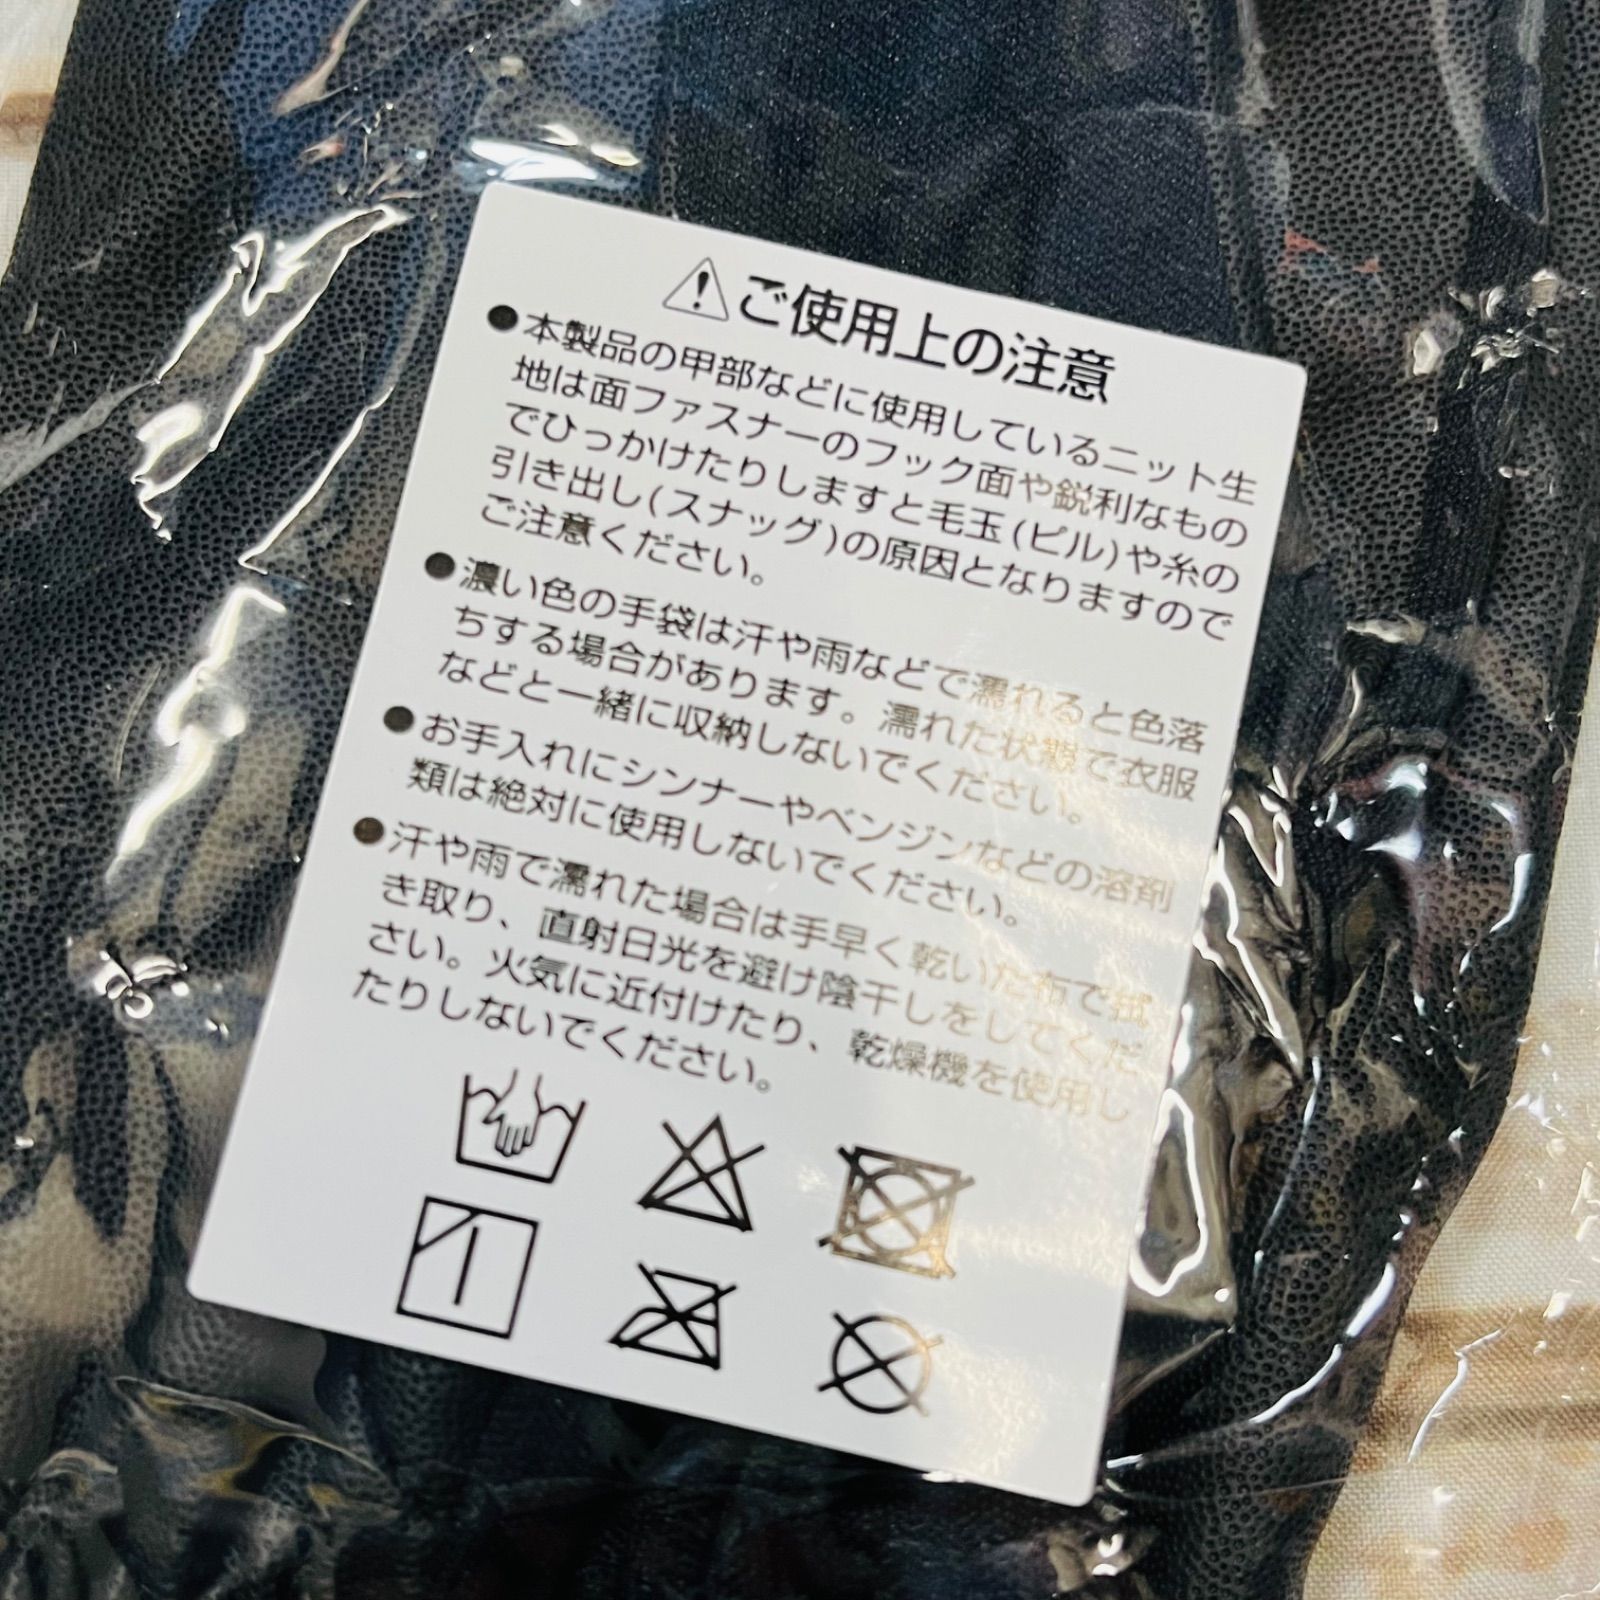 ご使用上の注意
●本製品の甲部などに使用しているニット生
地は面ファスナーのフック面や鋭利なもの
でひっかけたりしますと毛玉(ピル)や糸の
引き出し(スナッグ)の原因となりますので
ご注意ください。
●濃い色の手袋は汗や雨などで濡れると色落
ちする場合があります。濡れた状態で衣服
などと一緒に収納しないでください。
●お手入れにシンナーやベンジンなどの溶剤
類は絶対に使用しないでください。
●汗や雨で濡れた場合は手早く乾いた布で拭
き取り、直射日光を避け陰干しをしてくだ
さい。火気に近付けたり、乾燥機を使用し
たりしないでください。